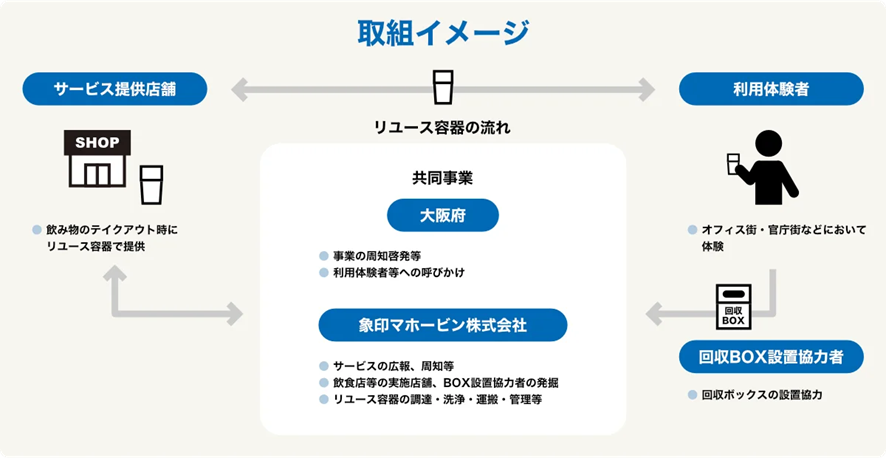 取組イメージ
サービス提供店舗
利用体験者
リユース容器の流れ
SHOP
飲み物のテイクアウト時に
リユース容器で提供
共同事業
大阪府
事業の周知啓発等
利用体験者等への呼びかけ
象印マホービン株式会社
サービスの広報、周知等
飲食店等の実施店舗、BOX設置協力者の発掘
リユース容器の調達・洗浄・運搬・管理等
オフィス街・官庁街などにおいて
体験
回収
BOX
回収BOX設置協力者
回収ボックスの設置協力